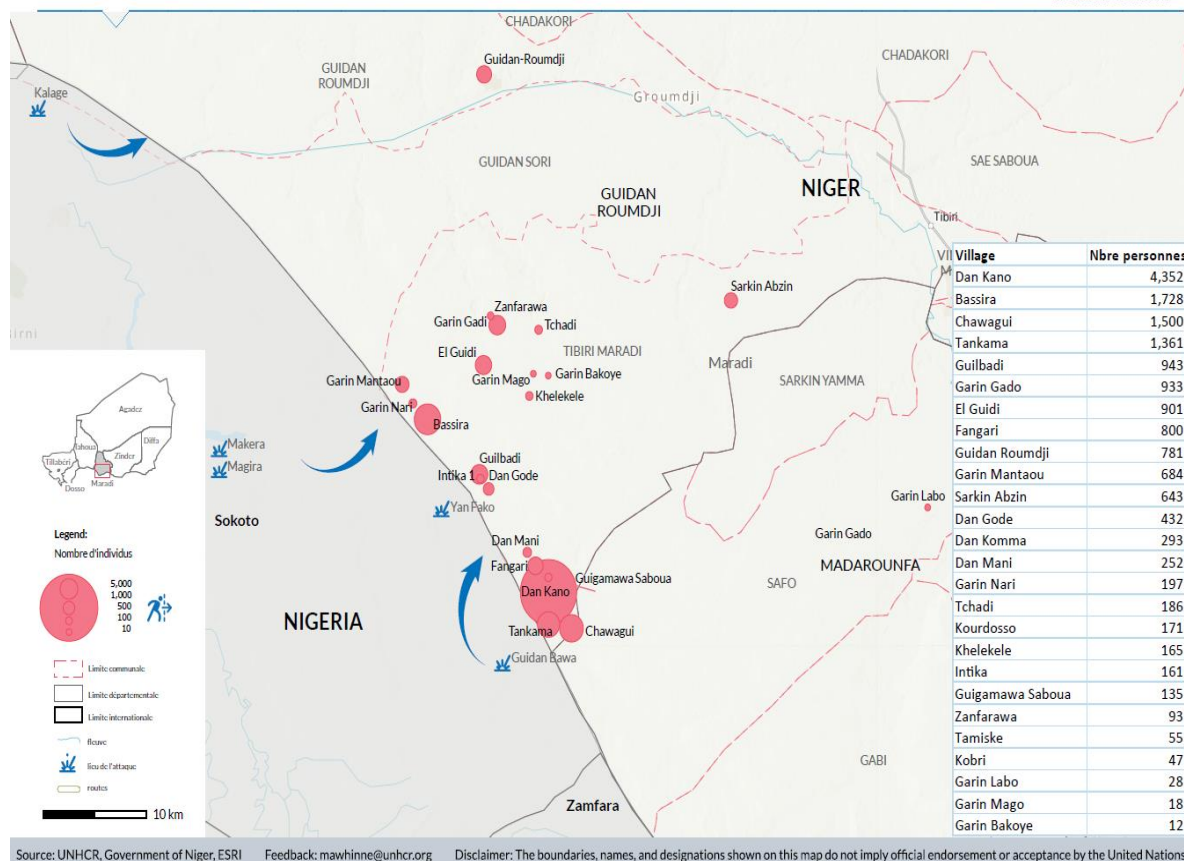 CHADAKORI
Guidan-Roumdji
GUIDAN
ROUMDJI
CHADAKORI
Kalage
Groumdji
GUIDAN SORI
SAE SABOUA
NIGER
GUIDAN
ROUMDJI
Tibiri
Sarkin Abzin
Zanfarawa
Garin Gadi
Tchadi
El Guidi
TIBIRI MARADI
Maradi
Garin Mago
Garin Bakoye
SARKIN YAMMA
Garin Mantaou
Khelekele
Garin Nari
Bassira
Makera
Magira
Guilbadi
Intika 1
Dan Gode
Yan Fako
Sokoto
Garin Labo
Garin Gado
Dan Mani
Fangari
MADAROUNFA
Guigamawa Saboua
SAFO
Dan Kano
NIGERIA
Tankama
Chawagui
Guidan Bawa
GABI
Zamfara
Agadez
Tahoua
Diffa
Zinder
Tillabéri
Dosso
Maradi
Legend:
Nombre d'individus
5,000
1,000
500
100
10
Limite communale
Limite départementale
Limite internationale
fleuve
lieu de l'attaque
routes
10 km
Village Nbre personnes
Dan Kano 4,352
Bassira 1,728
Chawagui 1,500
Tankama 1,361
Guilbadi 943
Garin Gado 933
El Guidi 901
Fangari 800
Guidan Roumdji 781
Garin Mantaou 684
Sarkin Abzin 643
Dan Gode 432
Dan Komma 293
Dan Mani 252
Garin Nari 197
Tchadi 186
Kourdosso 171
Khelekele 165
Intika 161
Guigamawa Saboua 135
Zanfarawa 93
Tamiske 55
Kobri 47
Garin Labo 28
Garin Mago 18
Garin Bakoye 12
Source: UNHCR, Government of Niger, ESRI Feedback: mawhinne@unhcr.org Disclaimer: The boundaries, names, and designations shown on this map do not imply official endorsement or acceptance by the United Nations